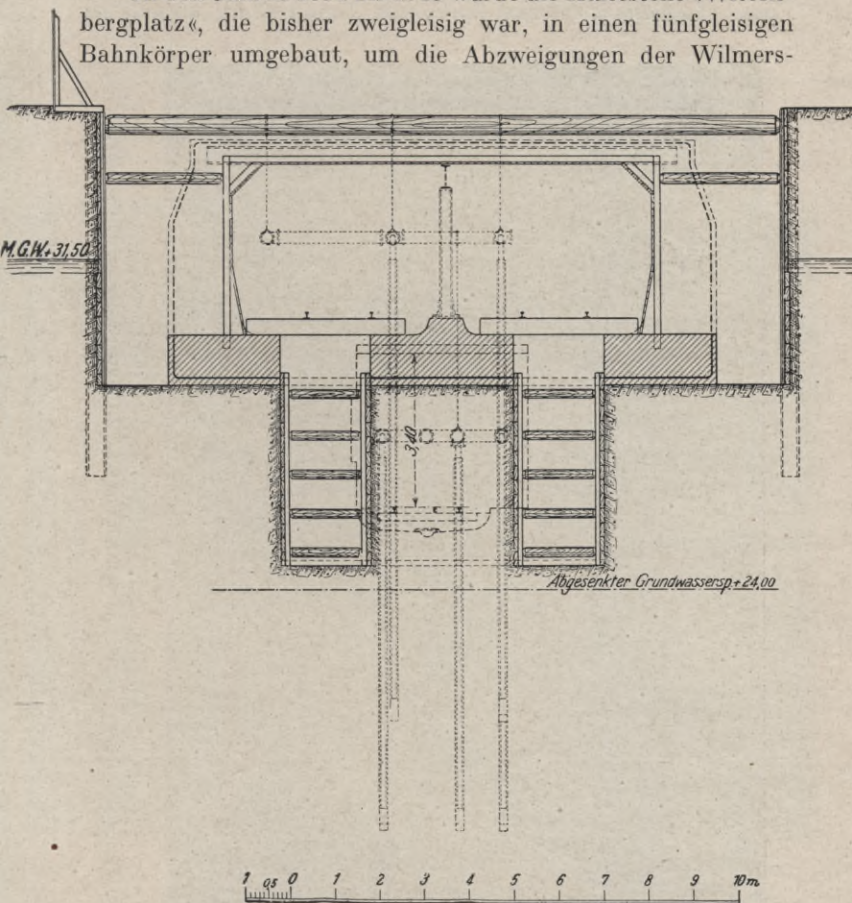 bergplatz«, die bisher zweigleisig war, in einen fünfgleisigen
Bahnkörper umgebaut, um die Abzweigungen der Wilmers-
M.G.W.+31,50
3,40
Abgesenkter Grundwassersp.+24,00
1 0,5 0 1 2 3 4 5 6 7 8 9 10m